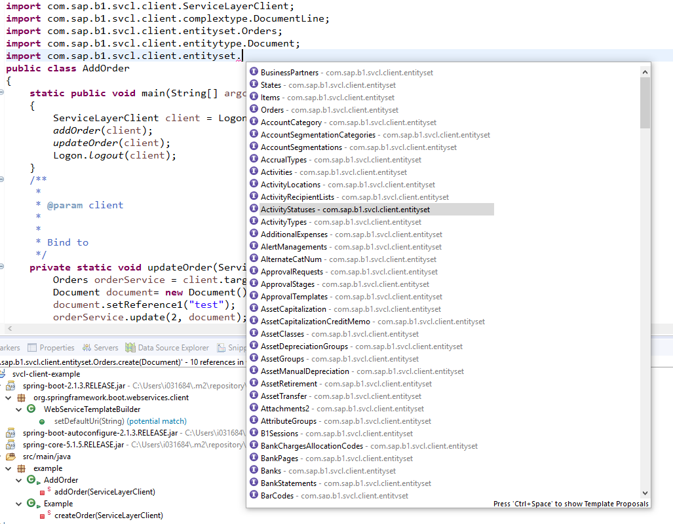 import com.sap.b1.svcl.client.ServiceLayerClient;
import com.sap.b1.svcl.client.complextype.DocumentLine;
import com.sap.b1.svcl.client.entityset.Orders;
import com.sap.b1.svcl.client.entitytype.Document;
import com.sap.b1.svcl.client.entityset.
public class AddOrder
{
static public void main(String[] argo
{
ServiceLayerClient client = Logon
addOrder(client);
updateOrder(client);
Logon.logout(client);
}
/**
*
* @param client
*
*
* Bind to
*/
private static void updateOrder(Servi
Orders orderService = client.targ
Document document= new Document()
document.setReference1("test");
orderService.update(2, document);
BusinessPartners - com.sap.b1.svcl.client.entityset
States - com.sap.b1.svcl.client.entityset
Items - com.sap.b1.svcl.client.entityset
Orders - com.sap.b1.svcl.client.entityset
AccountCategory - com.sap.b1.svcl.client.entityset
AccountSegmentationCategories - com.sap.b1.svcl.client.entityset
AccountSegmentations - com.sap.b1.svcl.client.entityset
AccrualTypes - com.sap.b1.svcl.client.entityset
Activities - com.sap.b1.svcl.client.entityset
ActivityLocations - com.sap.b1.svcl.client.entityset
ActivityRecipientLists - com.sap.b1.svcl.client.entityset
ActivityStatuses - com.sap.b1.svcl.client.entityset
ActivityTypes - com.sap.b1.svcl.client.entityset
AdditionalExpenses - com.sap.b1.svcl.client.entityset
AlertManagements - com.sap.b1.svcl.client.entityset
AlternateCatNum - com.sap.b1.svcl.client.entityset
ApprovalRequests - com.sap.b1.svcl.client.entityset
ApprovalStages - com.sap.b1.svcl.client.entityset
ApprovalTemplates - com.sap.b1.svcl.client.entityset
AssetCapitalization - com.sap.b1.svcl.client.entityset
AssetCapitalizationCreditMemo - com.sap.b1.svcl.client.entityset
AssetClasses - com.sap.b1.svcl.client.entityset
AssetDepreciationGroups - com.sap.b1.svcl.client.entityset
AssetGroups - com.sap.b1.svcl.client.entityset
AssetManualDepreciation - com.sap.b1.svcl.client.entityset
AssetRetirement - com.sap.b1.svcl.client.entityset
AssetTransfer - com.sap.b1.svcl.client.entityset
Attachments2 - com.sap.b1.svcl.client.entityset
AttributeGroups - com.sap.b1.svcl.client.entityset
B1Sessions - com.sap.b1.svcl.client.entityset
BankChargesAllocationCodes - com.sap.b1.svcl.client.entityset
BankPages - com.sap.b1.svcl.client.entityset
Banks - com.sap.b1.svcl.client.entityset
BankStatements - com.sap.b1.svcl.client.entityset
BarCodes - com.sap.b1.svcl.client.entityset
Press 'Ctrl+Space' to show Template Proposals
arkers Properties Servers Data Source Explorer Snipp
.sap.b1.svcl.client.entityset.Orders.create(Document)' - 10 references in
svcl-client-example
spring-boot-2.1.3.RELEASE.jar - C:\Users\i031684\.m2\repository\
org.springframework.boot.webservices.client
WebServiceTemplateBuilder
setDefaultUri(String) (potential match)
spring-boot-autoconfigure-2.1.3.RELEASE.jar - C:\Users\i031684\.m
spring-core-5.1.5.RELEASE.jar - C:\Users\i031684\.m2\repository\
src/main/java
example
AddOrder
addOrder(ServiceLayerClient)
Example
createOrder(ServiceLayerClient)